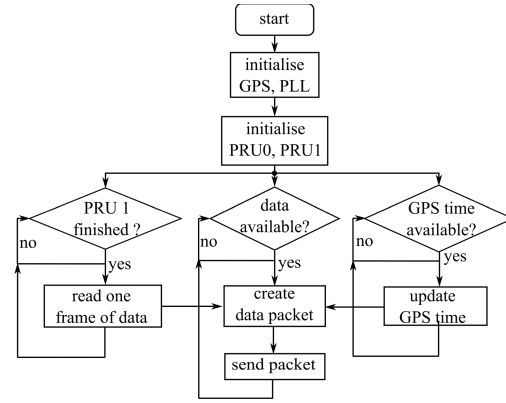 start
initialise
GPS, PLL
initialise
PRU0, PRU1
PRU 1
finished ?
no
yes
read one
frame of data
data
available?
no
yes
create
data packet
send packet
GPS time
available?
no
yes
update
GPS time